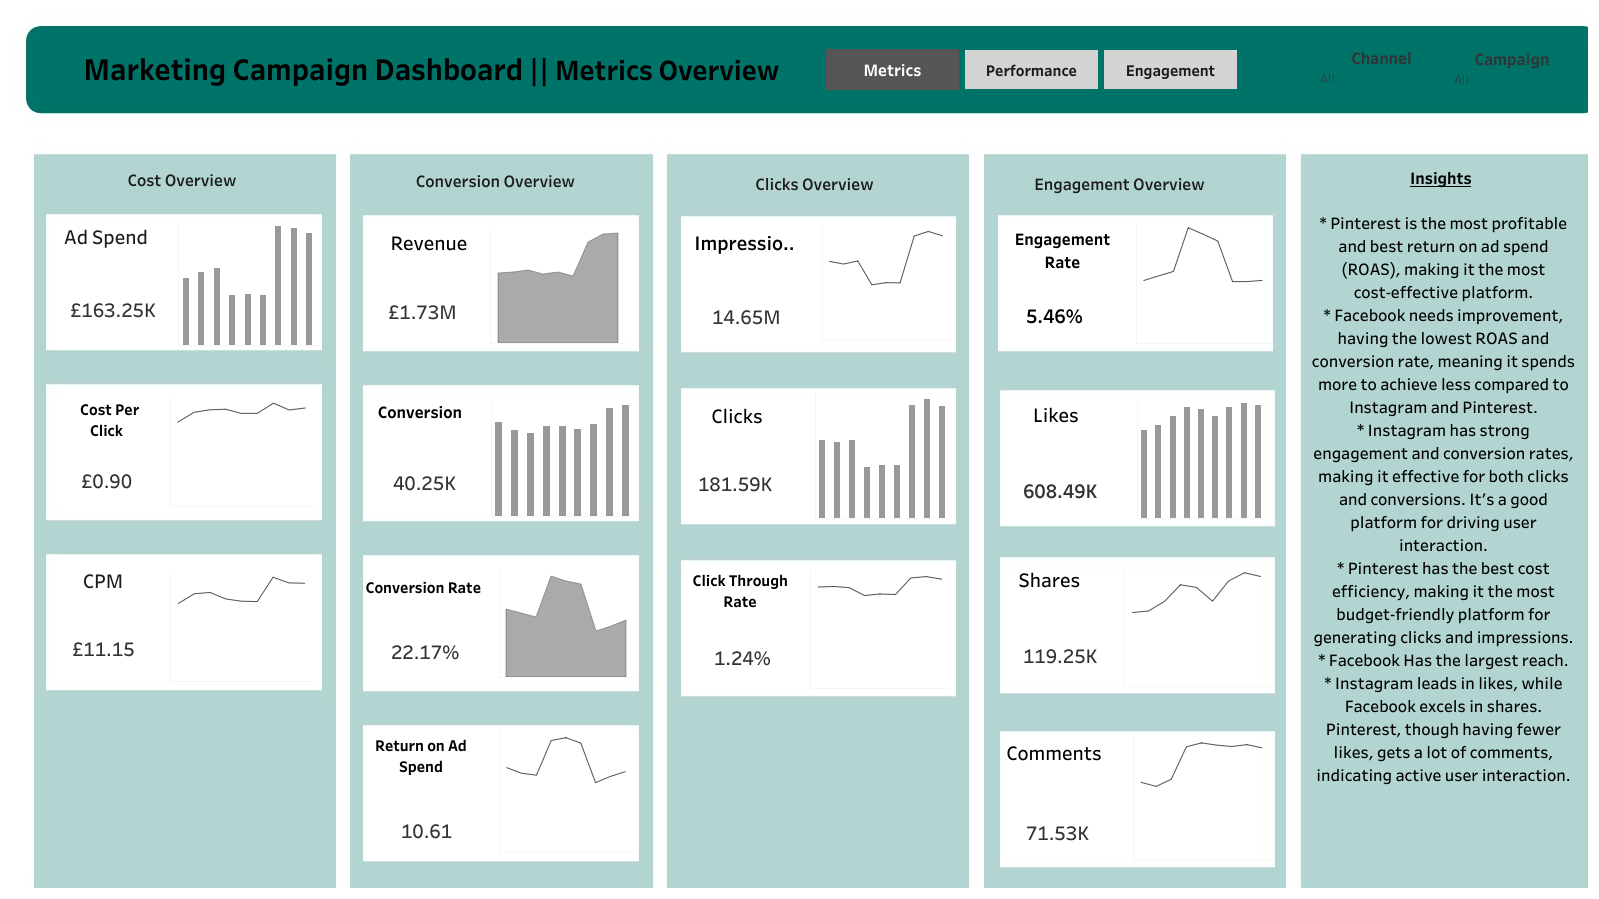 Marketing Campaign Dashboard || Metrics Overview
Metrics
Performance
Engagement
Channel
All
Campaign
All
Cost Overview
Ad Spend
£163.25K
Cost Per
Click
£0.90
CPM
£11.15
Conversion Overview
Revenue
£1.73M
Conversion
40.25K
Conversion Rate
22.17%
Return on Ad
Spend
10.61
Clicks Overview
Impressio..
14.65M
Clicks
181.59K
Click Through
Rate
1.24%
Engagement Overview
Engagement
Rate
5.46%
Likes
608.49K
Shares
119.25K
Comments
71.53K
Insights
* Pinterest is the most profitable
and best return on ad spend
(ROAS), making it the most
cost-effective platform.
* Facebook needs improvement,
having the lowest ROAS and
conversion rate, meaning it spends
more to achieve less compared to
Instagram and Pinterest.
* Instagram has strong
engagement and conversion rates,
making it effective for both clicks
and conversions. It’s a good
platform for driving user
interaction.
* Pinterest has the best cost
efficiency, making it the most
budget-friendly platform for
generating clicks and impressions.
* Facebook Has the largest reach.
* Instagram leads in likes, while
Facebook excels in shares.
Pinterest, though having fewer
likes, gets a lot of comments,
indicating active user interaction.